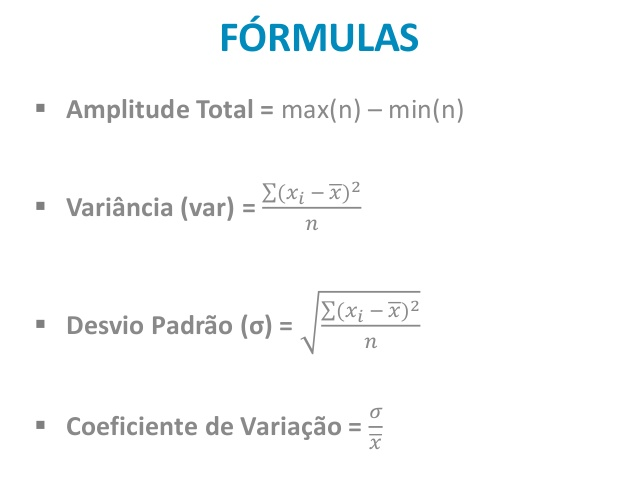 FÓRMULAS
▪ Amplitude Total = max(n) – min(n)
▪ Variância (var) = ∑(𝑥ᵢ − x̅)² / n
▪ Desvio Padrão (σ) = √(∑(𝑥ᵢ − x̅)² / n)
▪ Coeficiente de Variação = σ / x̅